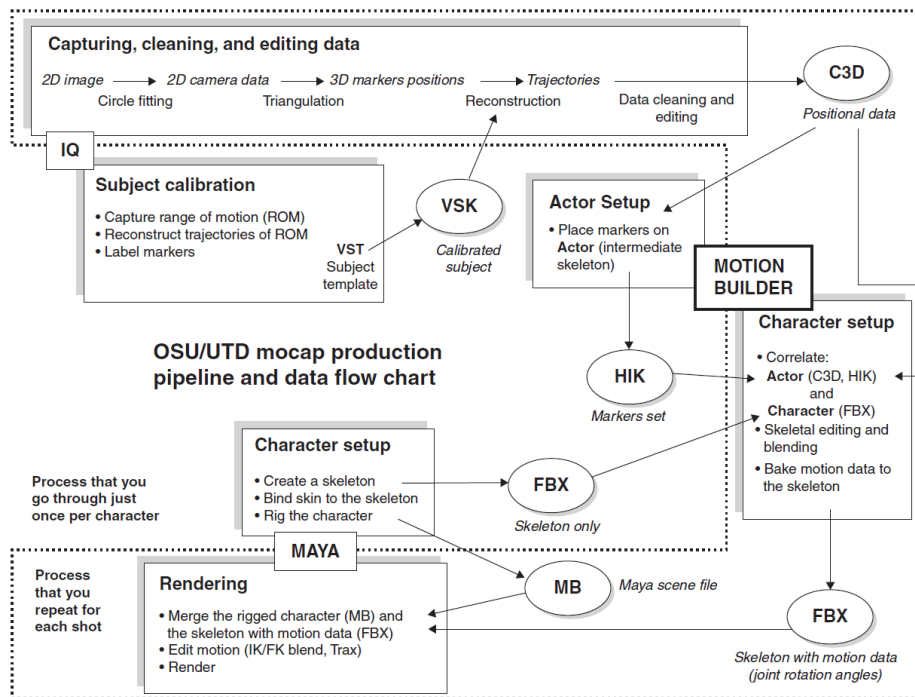 Capturing, cleaning, and editing data
2D image
2D camera data
3D markers positions
Trajectories
Circle fitting
Triangulation
Reconstruction
Data cleaning and
editing
C3D
Positional data
IQ
Subject calibration
• Capture range of motion (ROM)
• Reconstruct trajectories of ROM
• Label markers
VST
Subject
template
VSK
Calibrated
subject
Actor Setup
• Place markers on
Actor (intermediate
skeleton)
MOTION
BUILDER
HIK
Markers set
Character setup
• Correlate:
Actor (C3D, HIK)
and
Character (FBX)
• Skeletal editing and
blending
• Bake motion data to
the skeleton
OSU/UTD mocap production
pipeline and data flow chart
Process that you
go through just
once per character
Character setup
• Create a skeleton
• Bind skin to the skeleton
• Rig the character
FBX
Skeleton only
MAYA
Process
that you
repeat for
each shot
Rendering
• Merge the rigged character (MB) and
the skeleton with motion data (FBX)
• Edit motion (IK/FK blend, Trax)
• Render
MB
Maya scene file
FBX
Skeleton with motion data
(joint rotation angles)